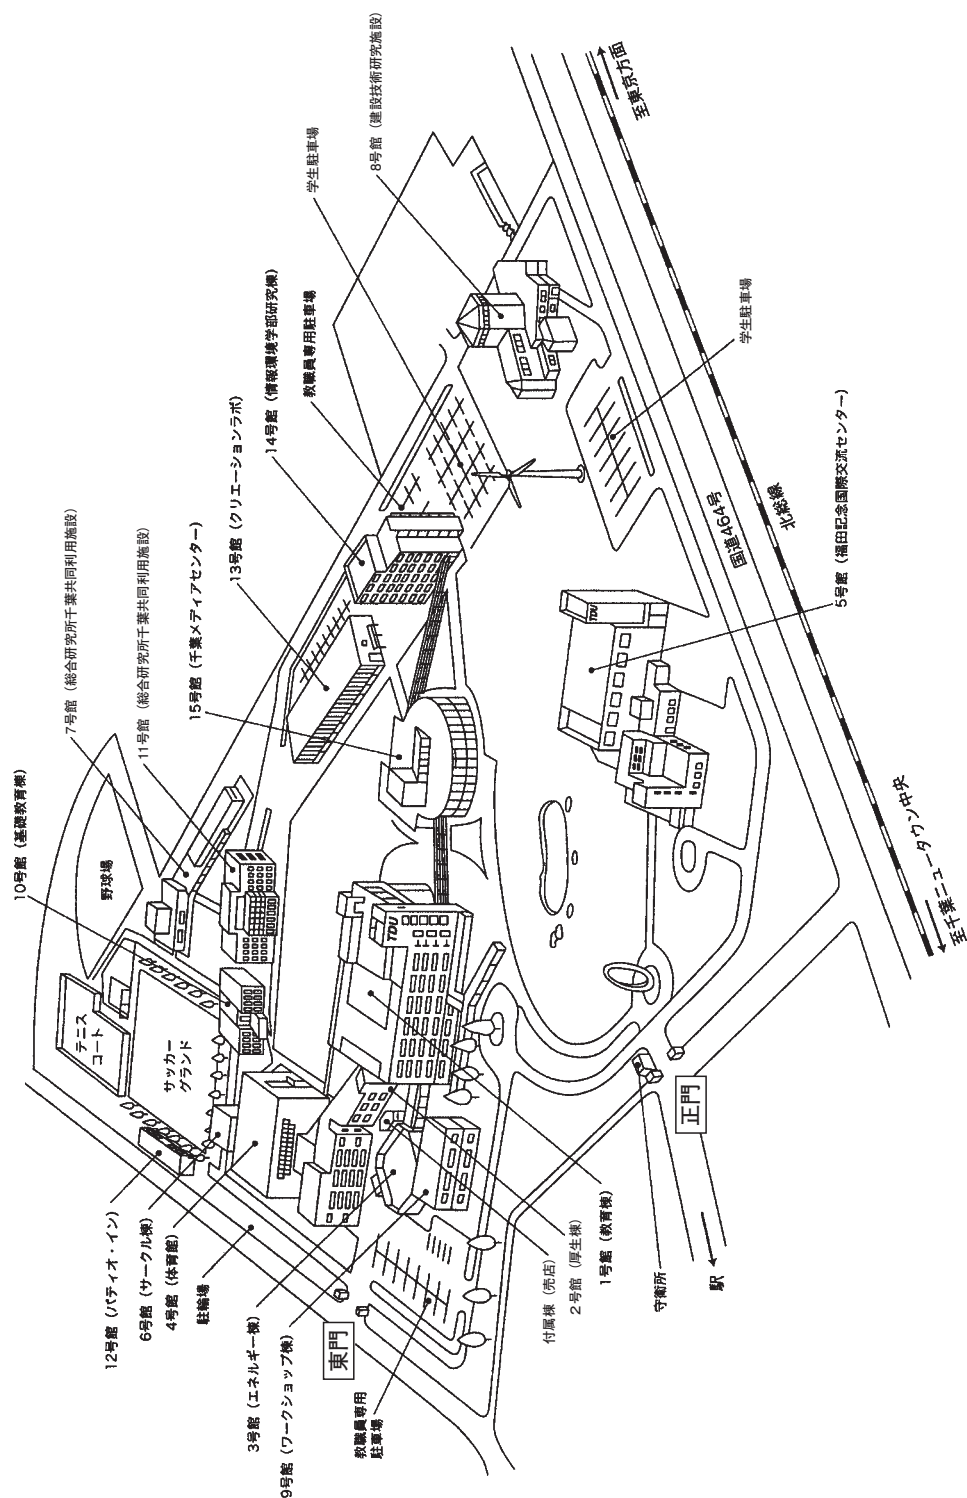 10号館（基礎教育棟）
7号館（総合研究所千葉共同利用施設）
11号館（総合研究所千葉共同利用施設）
15号館（千葉メディアセンター）
13号館（クリエーションラボ）
14号館（情報環境学部研究棟）
教職員専用駐車場
学生駐車場
8号館（建設技術研究施設）
野球場
テニス
コート
サッカー
グランド
TDU
TDU
12号館（パティオ・イン）
6号館（サークル棟）
4号館（体育館）
駐輪場
3号館（エネルギー棟）
9号館（ワークショップ棟）
東門
教職員専用
駐車場
付属棟（売店）
2号館（厚生棟）
1号館（教育棟）
守衛所
正門
駅
至千葉ニュータウン中央
5号館（福田記念国際交流センター）
北総線
国道464号
学生駐車場
至東京方面